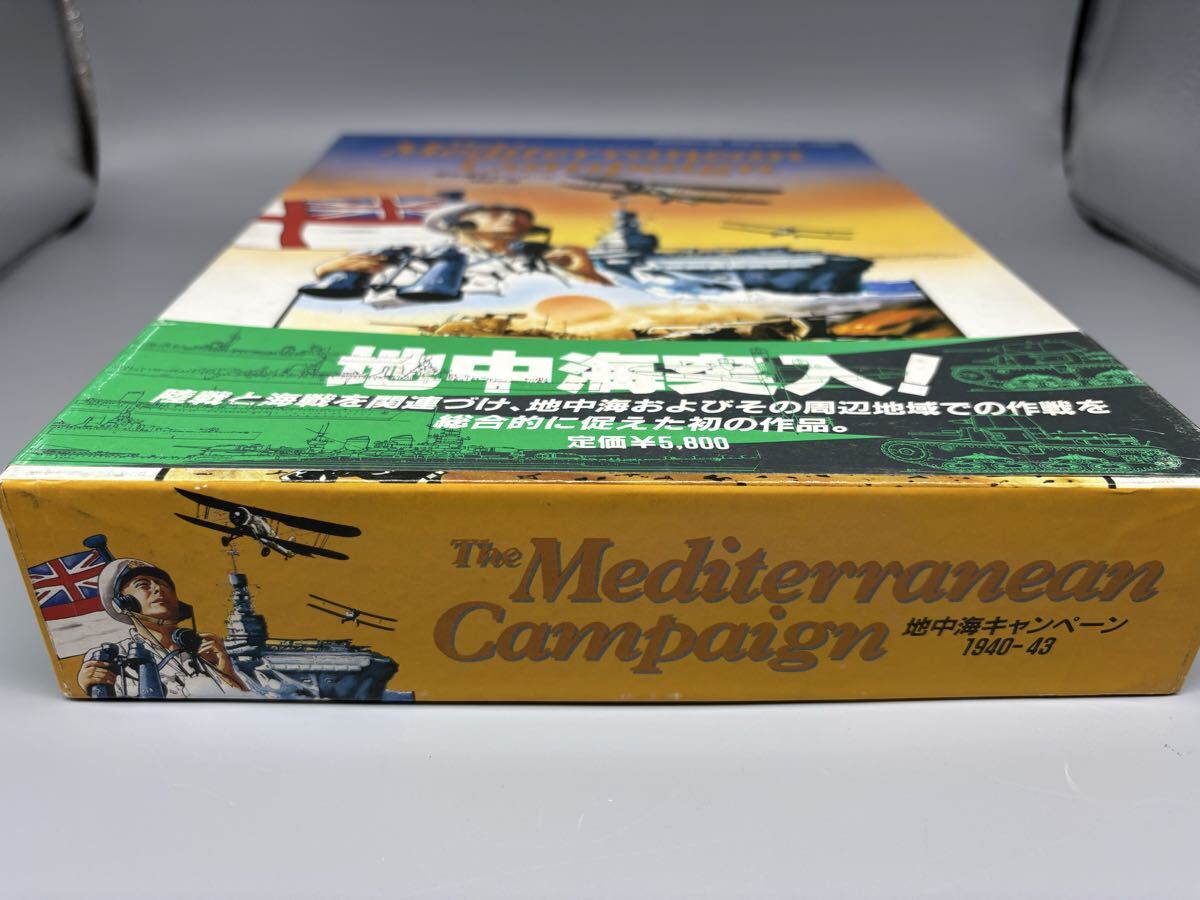 Mediterranean
Campaign
地中海突入!
陸戦と海戦を関連づけ、地中海およびその周辺地域での作戦を
総合的に促えた初の作品。
定価¥5,800
The Mediterranean
Campaign
地中海キャンペーン
1940-43